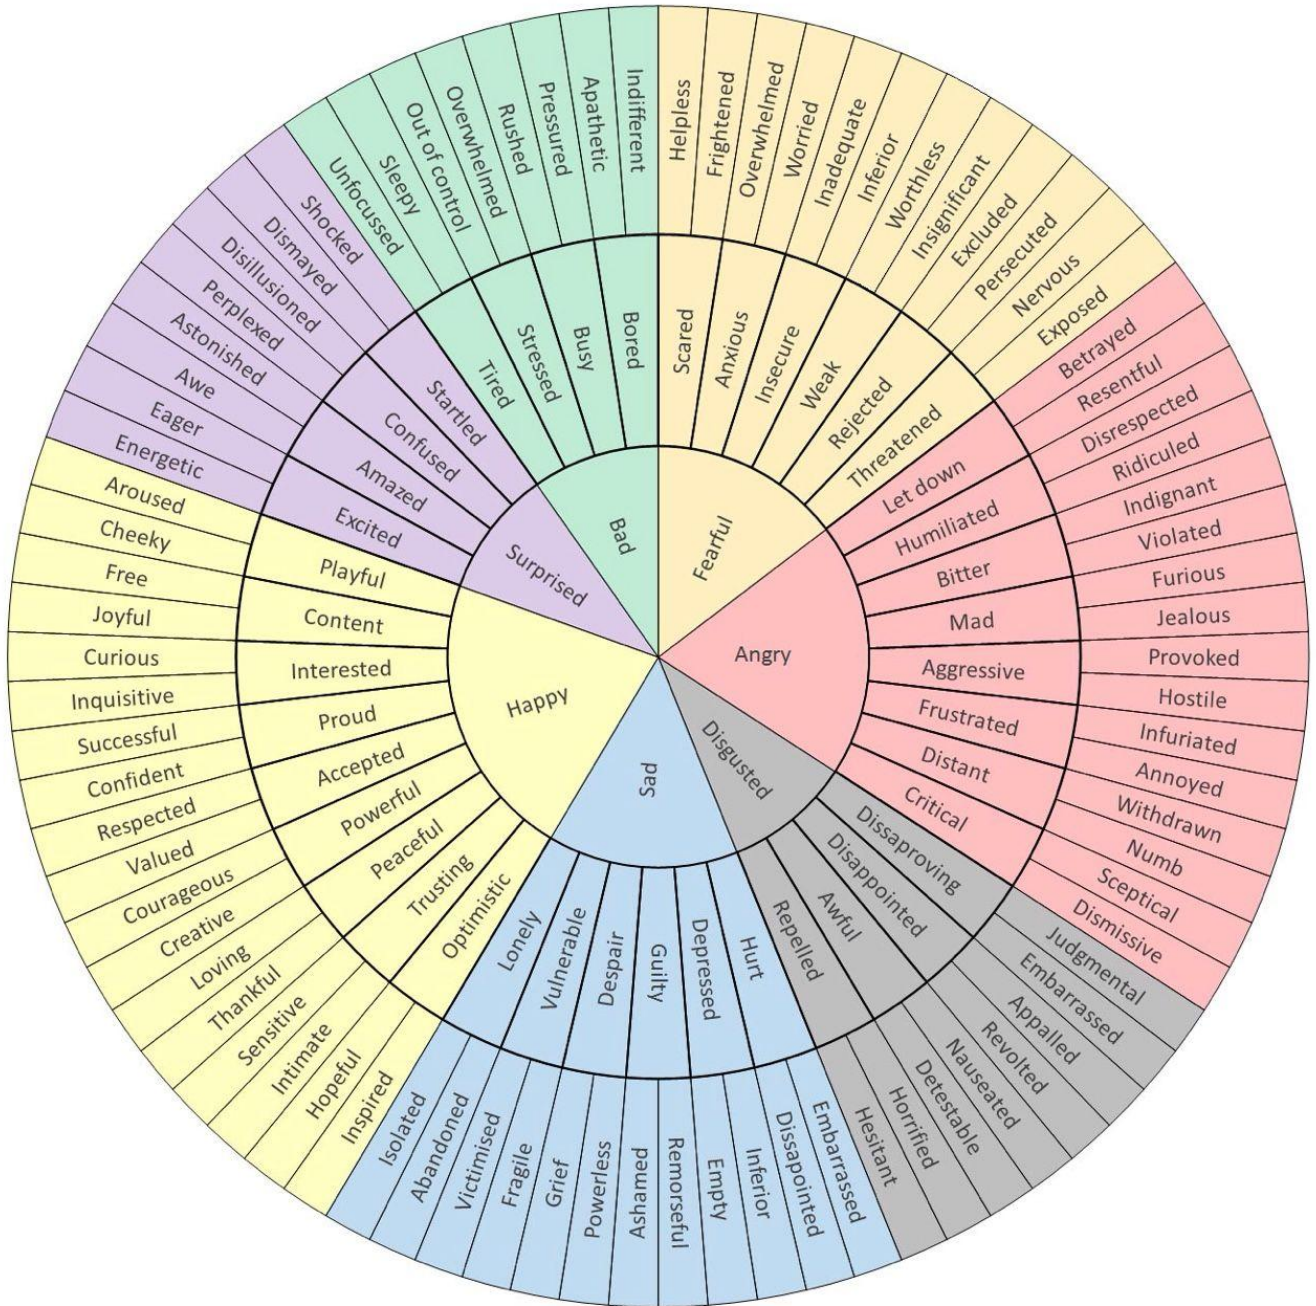 Bad
Fearful
Angry
Disgusted
Sad
Happy
Surprised
Scared
Anxious
Insecure
Weak
Rejected
Threatened
Let down
Humiliated
Bitter
Mad
Aggressive
Frustrated
Distant
Critical
Dissaproving
Disappointed
Awful
Repelled
Hurt
Depressed
Guilty
Despair
Vulnerable
Lonely
Optimistic
Trusting
Peaceful
Powerful
Accepted
Proud
Interested
Content
Playful
Excited
Amazed
Confused
Startled
Tired
Stressed
Busy
Bored
Helpless
Frightened
Overwhelmed
Worried
Inadequate
Inferior
Worthless
Insignificant
Excluded
Persecuted
Nervous
Exposed
Betrayed
Resentful
Disrespected
Ridiculed
Indignant
Violated
Furious
Jealous
Provoked
Hostile
Infuriated
Annoyed
Withdrawn
Numb
Sceptical
Dismissive
Judgmental
Embarrassed
Appalled
Revolted
Nauseated
Detestable
Horrified
Hesitant
Embarrassed
Dissapointed
Inferior
Empty
Remorseful
Ashamed
Powerless
Grief
Fragile
Victimised
Abandoned
Isolated
Inspired
Hopeful
Intimate
Sensitive
Thankful
Loving
Creative
Courageous
Valued
Respected
Confident
Successful
Inquisitive
Curious
Joyful
Free
Cheeky
Aroused
Energetic
Eager
Awe
Astonished
Perplexed
Disillusioned
Dismayed
Shocked
Unfocussed
Sleepy
Out of control
Overwhelmed
Rushed
Pressured
Apathetic
Indifferent